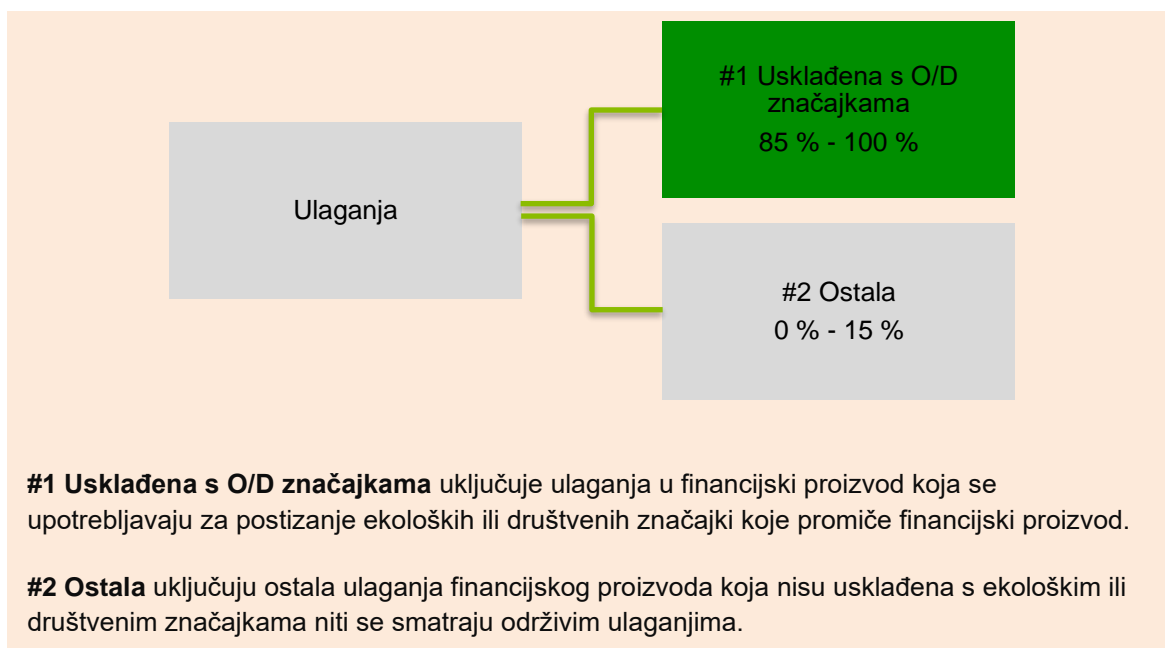 #1 Usklađena s O/D
značajkama
85 % - 100 %
Ulaganja
#2 Ostala
0 % - 15 %
#1 Usklađena s O/D značajkama uključuje ulaganja u financijski proizvod koja se
upotrebljavaju za postizanje ekoloških ili društvenih značajki koje promiče financijski proizvod.
#2 Ostala uključuju ostala ulaganja financijskog proizvoda koja nisu usklađena s ekološkim ili
društvenim značajkama niti se smatraju održivim ulaganjima.